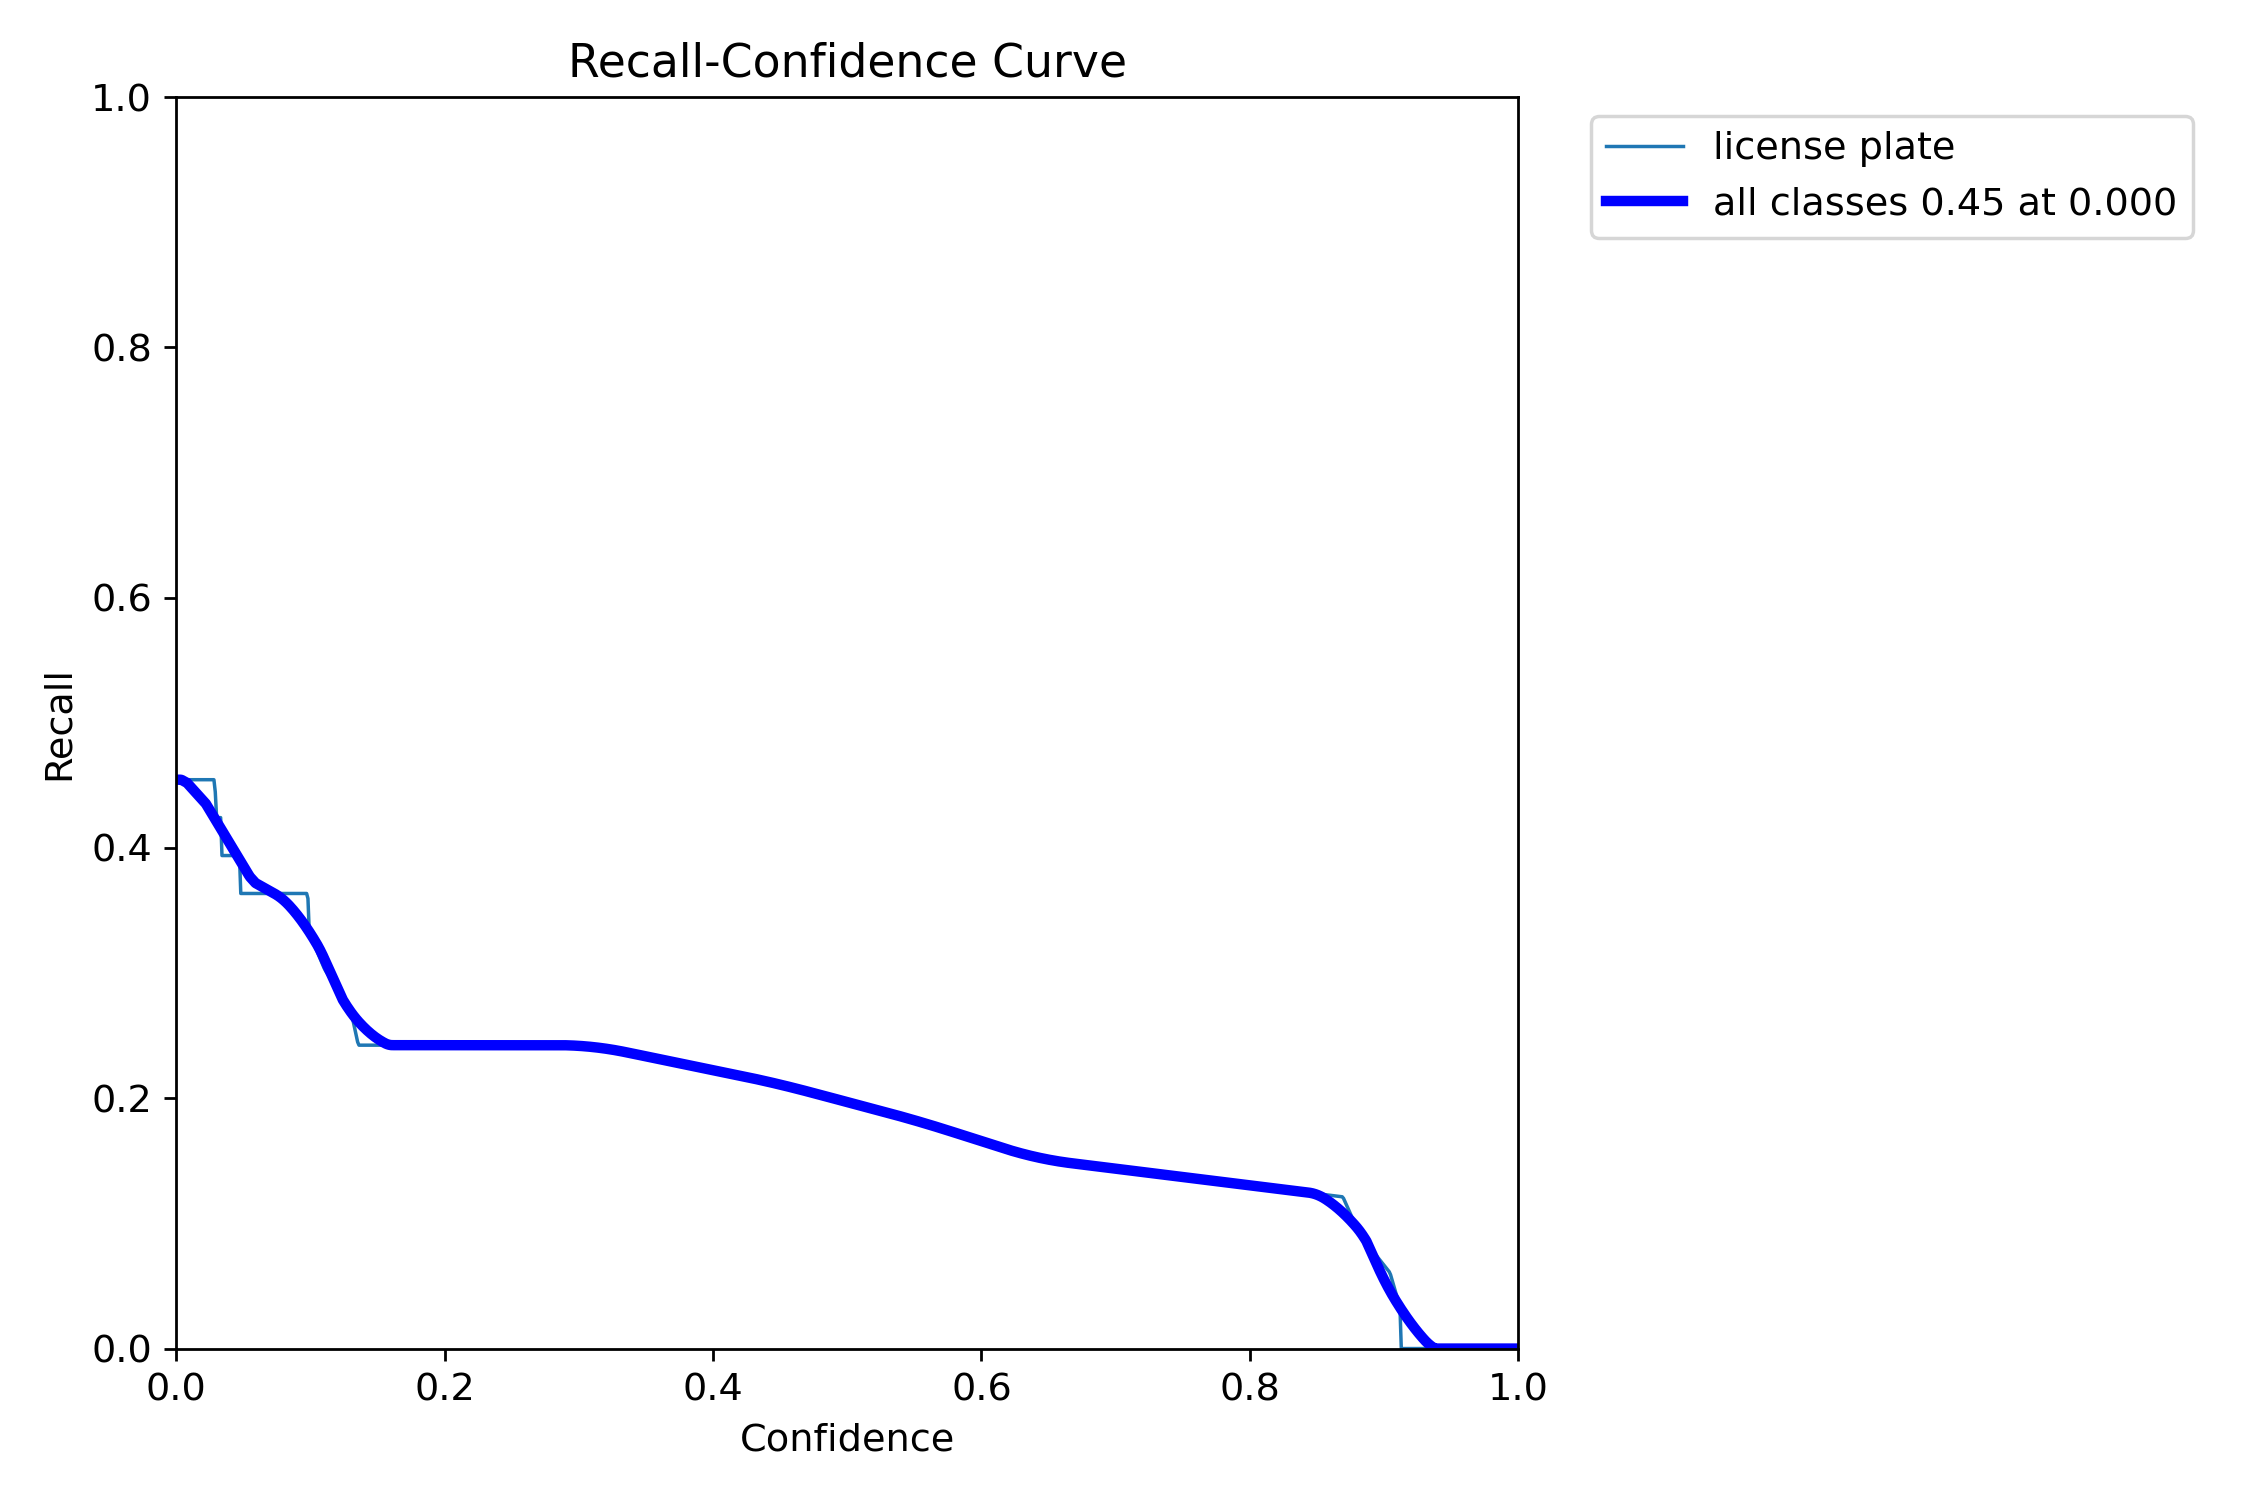 Recall-Confidence Curve
1.0
0.8
0.6
0.4
0.2
0.0
Recall
0.0 0.2 0.4 0.6 0.8 1.0
Confidence
license plate
all classes 0.45 at 0.000